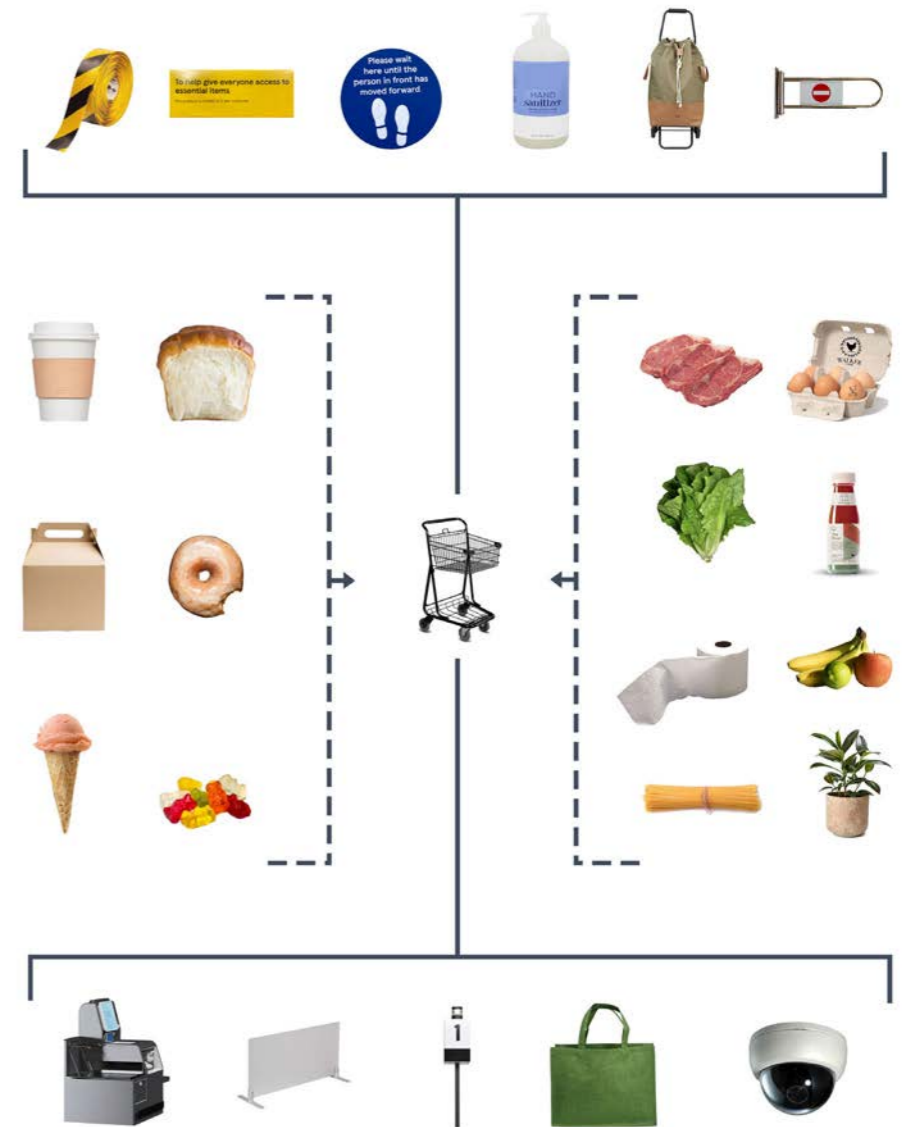 To help give everyone access to
essential items
Please wait
here until the
person in front has
moved forward
HAND
sanitizer
WALKER
1